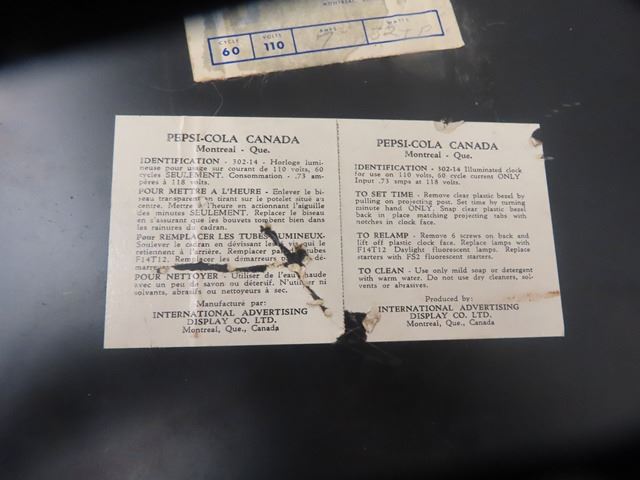 MONTREAL
CYCLE VOLTS AMPS WATTS
60 110
PEPSI-COLA CANADA
Montreal - Que.
IDENTIFICATION - 302-14 - Horloge lumi-
neuse pour usage sur courant de 110 volts, 60
cycles SEULEMENT. Consommation - .73 am-
pères à 118 volts.
POUR METTRE A L'HEURE - Enlever le bi-
seau transparent en tirant sur le potelet situé au
centre. Mettre à l'heure en actionnant l'aiguille
des minutes SEULEMENT. Replacer le biseau
en s'assurant que les bouvets tombent bien dans
les rainures du cadran.
Pour REMPLACER LES TUBES LUMINEUX-
Soulever le cadran en dévissant les vis qui le
retiennent à l'arrière. Remplacer par tubes
F14T12. Remplacer les démarreurs dé-
marreurs
POUR NETTOYER - Utiliser de l'eau chaude
avec un peu de savon ou détersif. N'utiliser ni
solvants, abrasifs ou nettoyeurs à sec.
Manufacturé par:
INTERNATIONAL ADVERTISING
DISPLAY CO. LTD.
Montreal, Que., Canada
PEPSI-COLA CANADA
Montreal - Que.
IDENTIFICATION - 302-14 Illuminated clock
for use on 110 volts, 60 cycle current ONLY
Input .73 amps at 118 volts.
TO SET TIME - Remove clear plastic bezel by
pulling on projecting post. Set time by turning
minute hand ONLY. Snap clear plastic bezel
back in place matching projecting tabs with
notches in clock face.
TO RELAMP - Remove 6 screws on back and
lift off plastic clock face. Replace lamps with
F14T12 Daylight fluorescent lamps. Replace
starters with FS2 fluorescent starters.
TO CLEAN - Use only mild soap or detergent
with warm water. Do not use dry cleaners, sol-
vents or abrasives.
Produced by:
INTERNATIONAL ADVERTISING
DISPLAY CO. LTD.
Montreal, Que., Canada